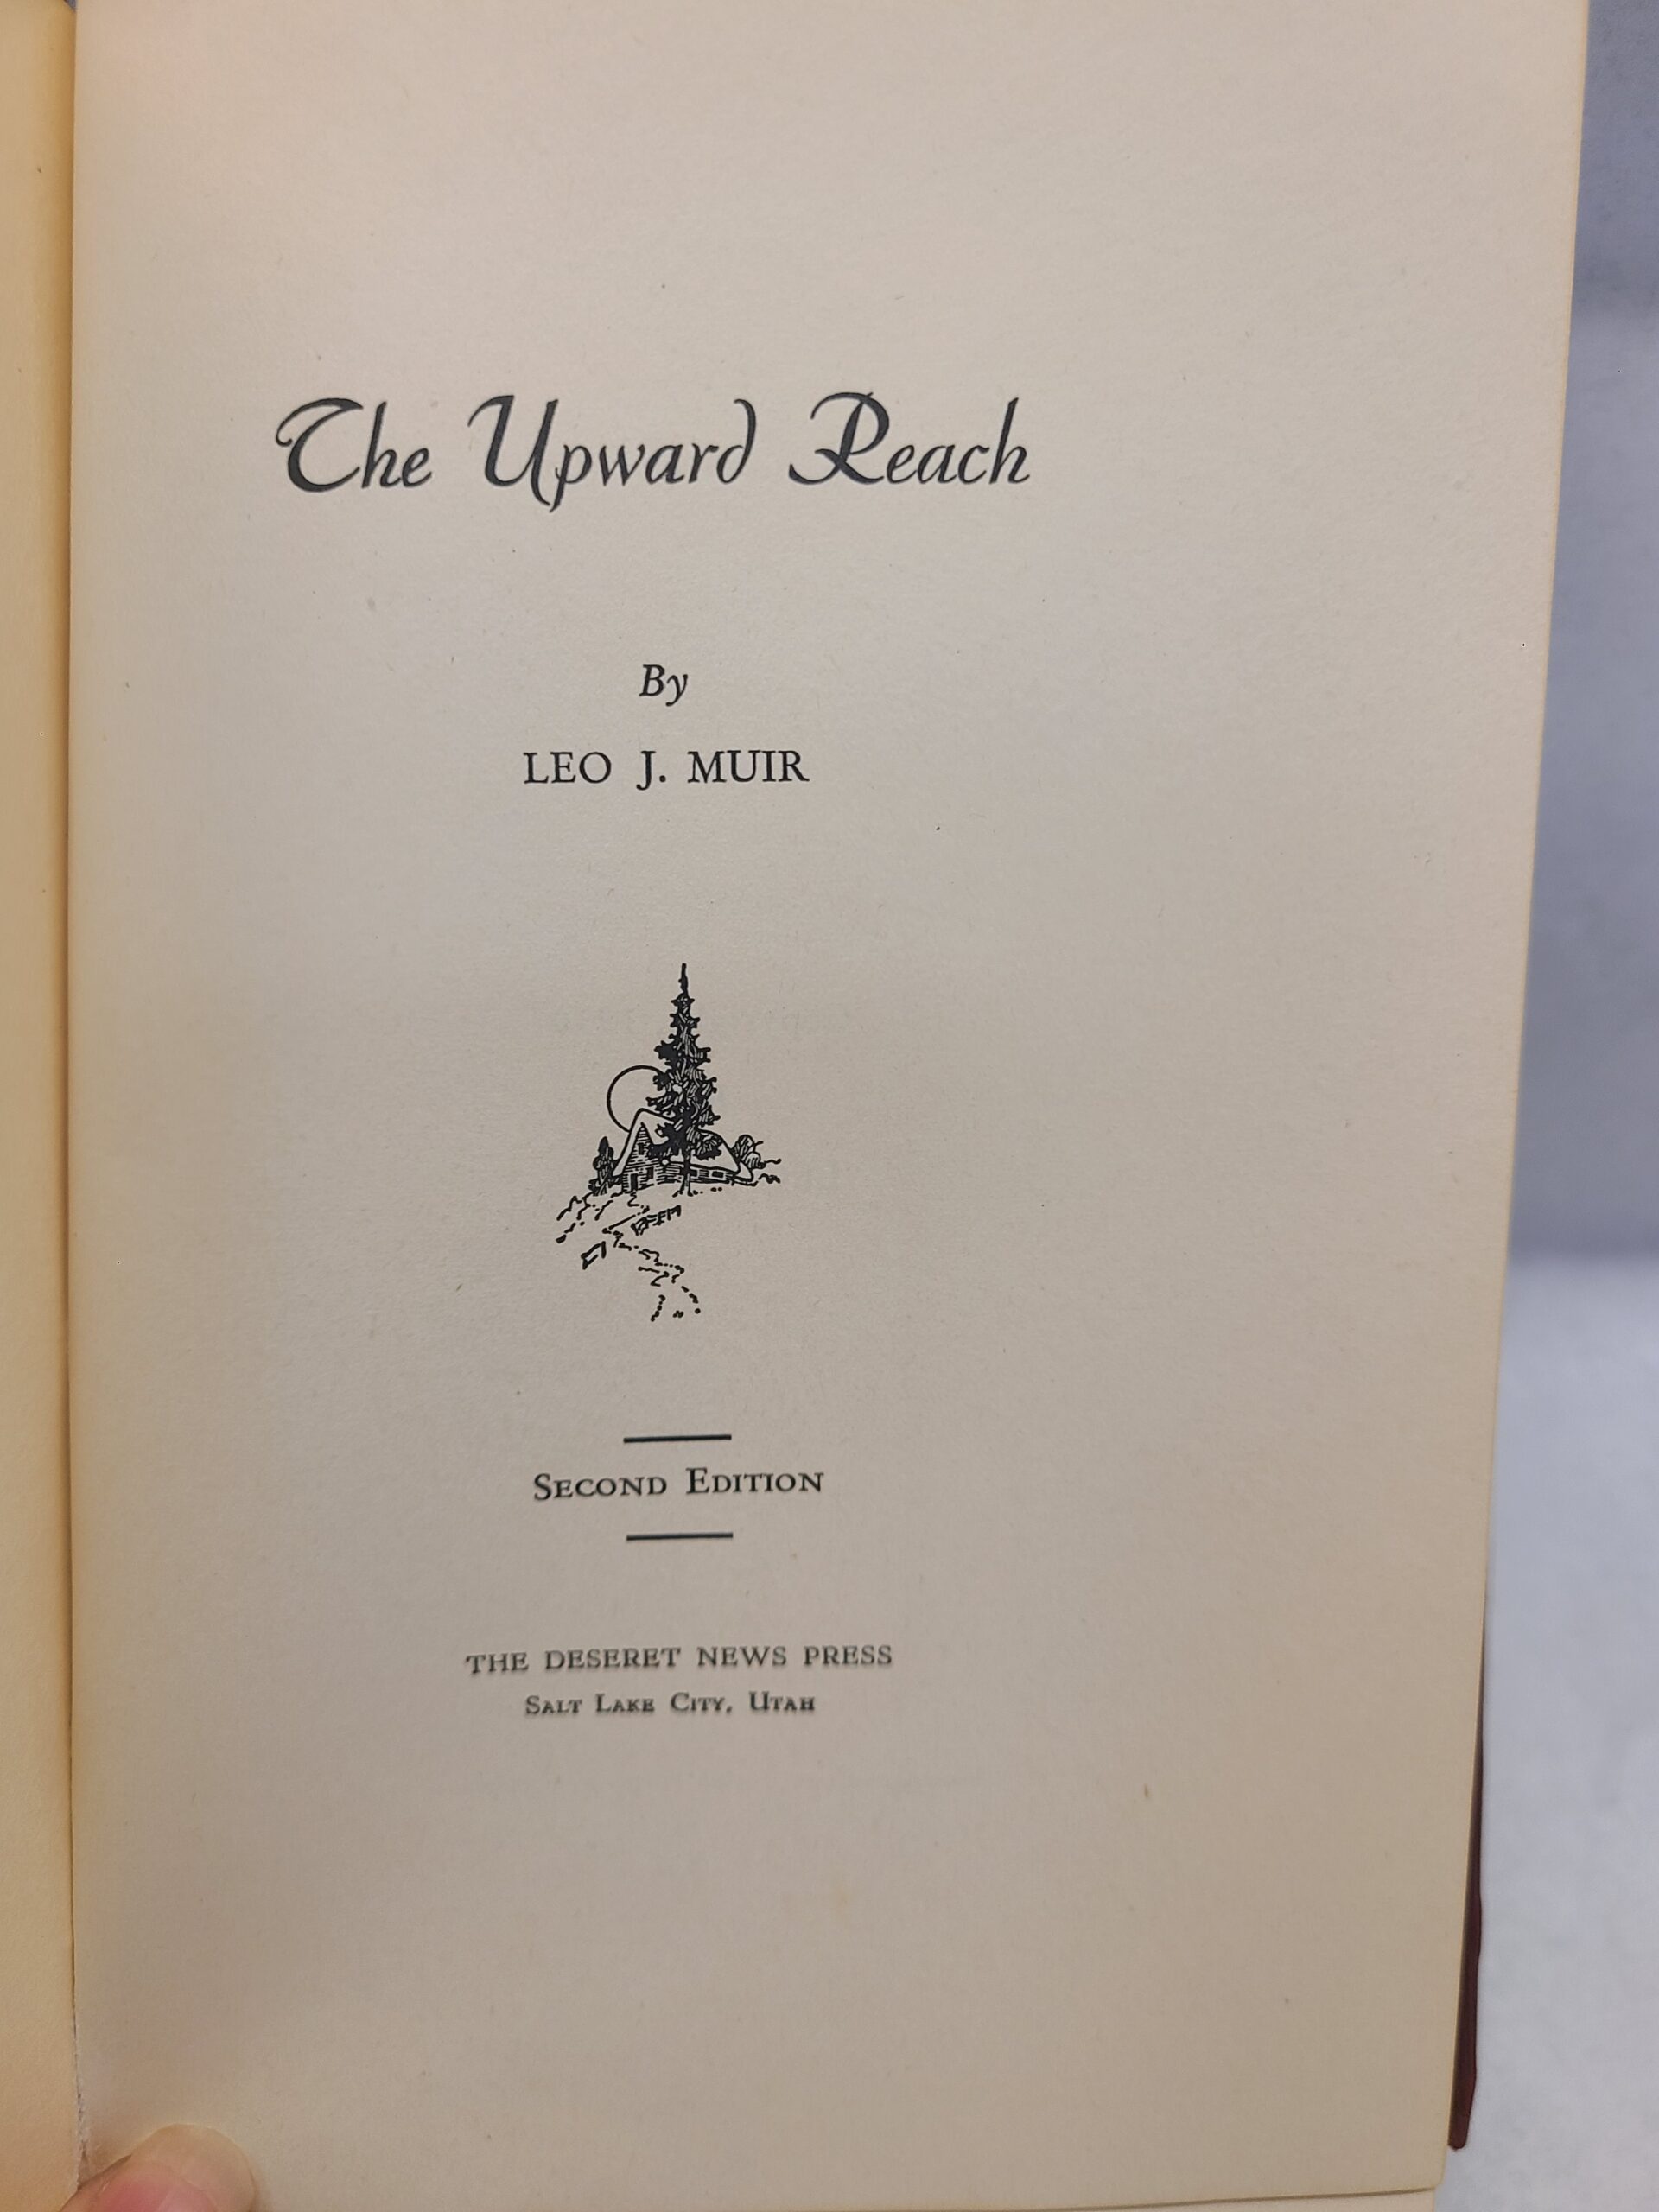 The Upward Reach
By
LEO J. MUIR
SECOND EDITION
THE DESERET NEWS PRESS
SALT LAKE CITY, UTAH